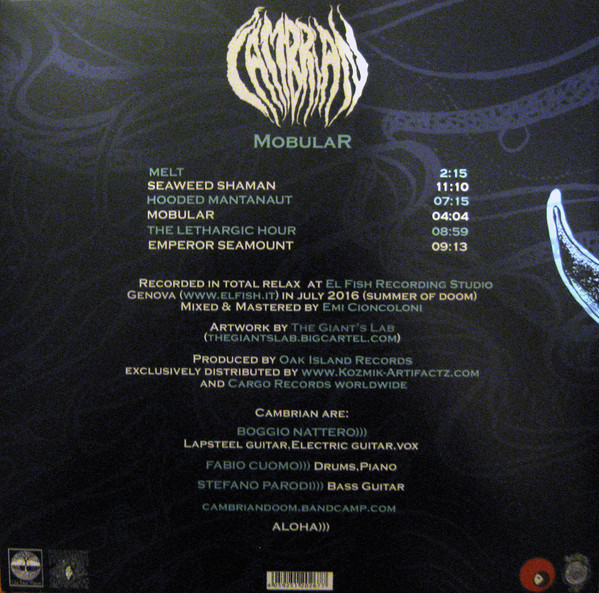 CAMBRIAN
MOBULAR
MELT 2:15
SEAWEED SHAMAN 11:10
HOODED MANTANAUT 07:15
MOBULAR 04:04
THE LETHARGIC HOUR 08:59
EMPEROR SEAMOUNT 09:13
RECORDED IN TOTAL RELAX AT EL FISH RECORDING STUDIO
GENOVA (WWW.ELFISH.IT) IN JULY 2016 (SUMMER OF DOOM)
MIXED & MASTERED BY EMI CIONCOLONI
ARTWORK BY THE GIANT'S LAB
(THEGIANTSLAB.BIGCARTEL.COM)
PRODUCED BY OAK ISLAND RECORDS
EXCLUSIVELY DISTRIBUTED BY WWW.KOZMIK-ARTIFACTZ.COM
AND CARGO RECORDS WORLDWIDE
CAMBRIAN ARE:
BOGGIO NATTERO)))
LAPSTEEL GUITAR,ELECTRIC GUITAR,VOX
FABIO CUOMO))) DRUMS,PIANO
STEFANO PARODI))) BASS GUITAR
CAMBRIANDOOM.BANDCAMP.COM
ALOHA)))